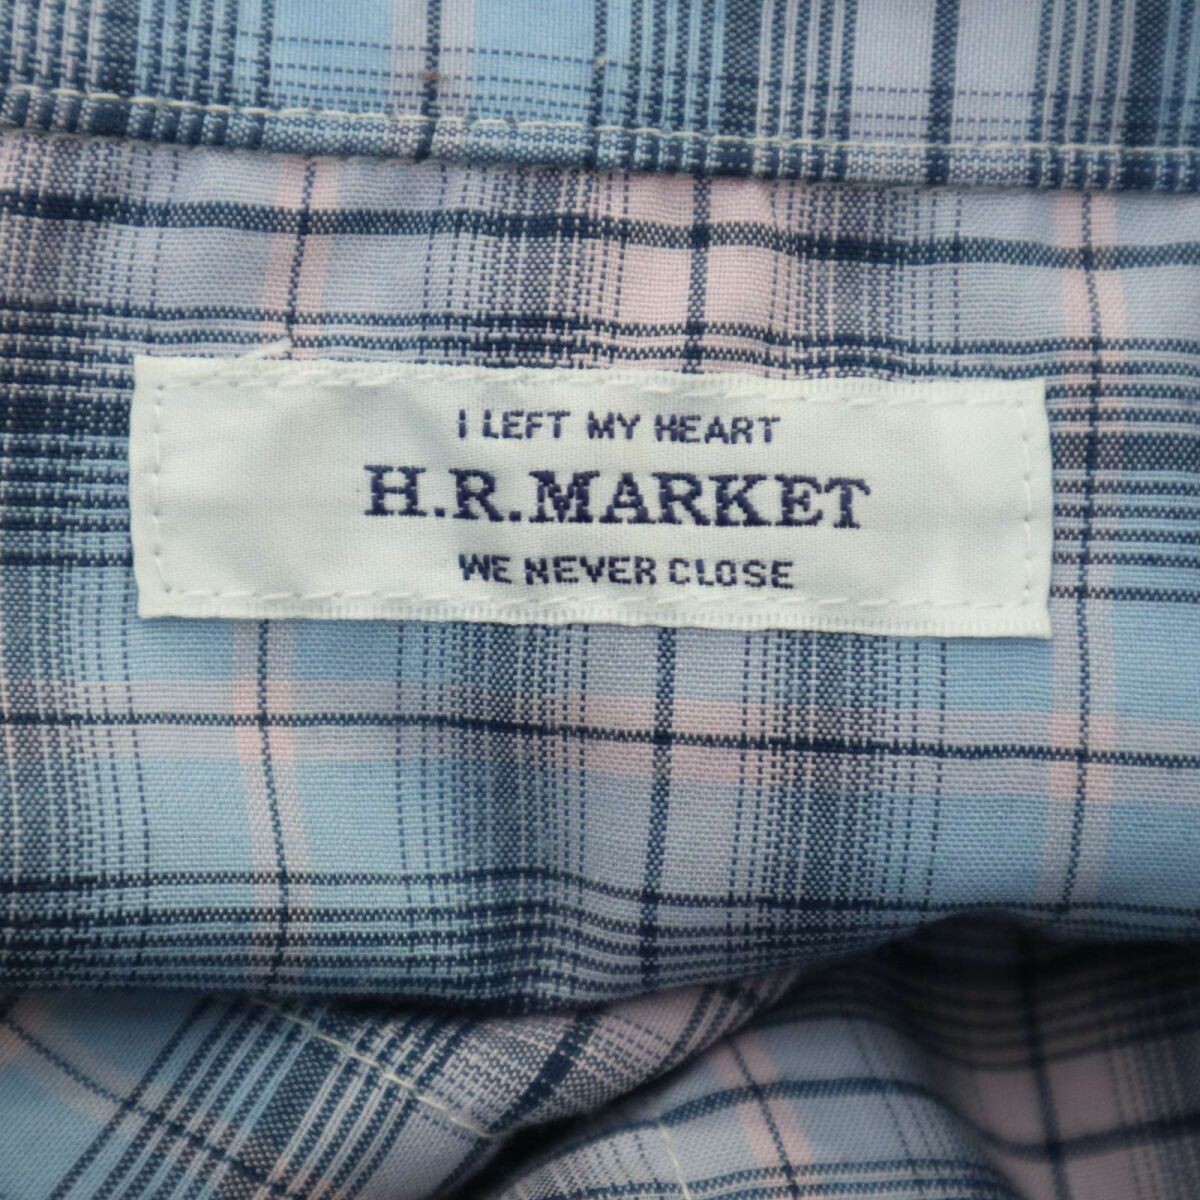 I LEFT MY HEART
H.R.MARKET
WE NEVER CLOSE